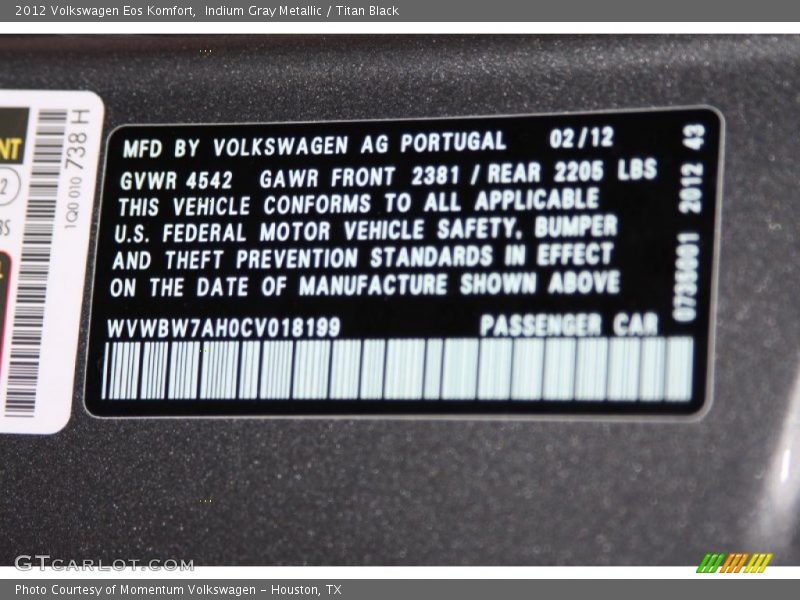 2012 Volkswagen Eos Komfort,  Indium Gray Metallic / Titan Black
NT
2
BS
1Q0 010 738 H
MFD BY VOLKSWAGEN AG PORTUGAL 02/12
GVWR 4542 GAWR FRONT 2381 / REAR 2205 LBS
THIS VEHICLE CONFORMS TO ALL APPLICABLE
U.S. FEDERAL MOTOR VEHICLE SAFETY. BUMPER
AND THEFT PREVENTION STANDARDS IN EFFECT
ON THE DATE OF MANUFACTURE SHOWN ABOVE
WVWBW7AH0CV018199 PASSENGER CAR
2012 43
GTCARLOT.COM
Photo Courtesy of Momentum Volkswagen – Houston, TX